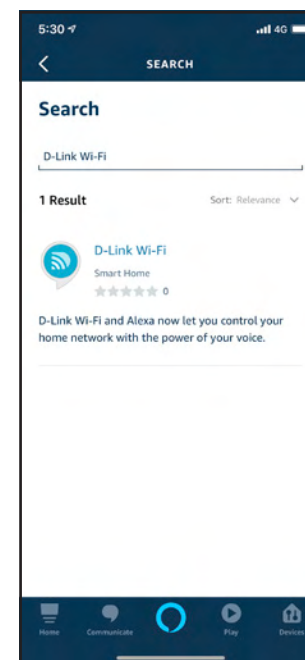 5:30
4G
SEARCH
Search
D-Link Wi-Fi
1 Result
Sort: Relevance
D-Link Wi-Fi
Smart Home
0
D-Link Wi-Fi and Alexa now let you control your
home network with the power of your voice.
Home
Communicate
Play
Devices